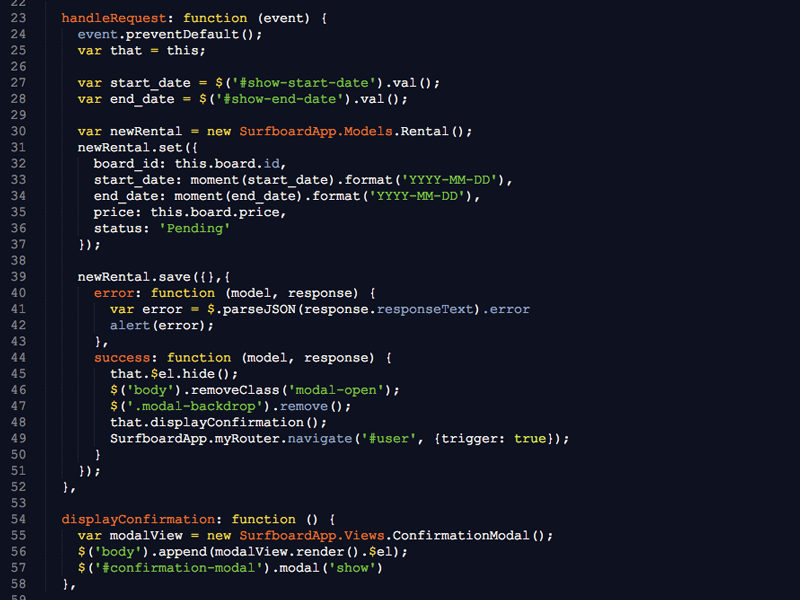 22
23 handleRequest: function (event) {
24 event.preventDefault();
25 var that = this;
26
27 var start_date = $('#show-start-date').val();
28 var end_date = $('#show-end-date').val();
29
30 var newRental = new SurfboardApp.Models.Rental();
31 newRental.set({
32 board_id: this.board.id,
33 start_date: moment(start_date).format('YYYY-MM-DD'),
34 end_date: moment(end_date).format('YYYY-MM-DD'),
35 price: this.board.price,
36 status: 'Pending'
37 });
38
39 newRental.save({},{
40 error: function (model, response) {
41 var error = $.parseJSON(response.responseText).error
42 alert(error);
43 },
44 success: function (model, response) {
45 that.$el.hide();
46 $('body').removeClass('modal-open');
47 $('.modal-backdrop').remove();
48 that.displayConfirmation();
49 SurfboardApp.myRouter.navigate('#user', {trigger: true});
50 }
51 });
52 },
53
54 displayConfirmation: function () {
55 var modalView = new SurfboardApp.Views.ConfirmationModal();
56 $('body').append(modalView.render().$el);
57 $('#confirmation-modal').modal('show')
58 },
59